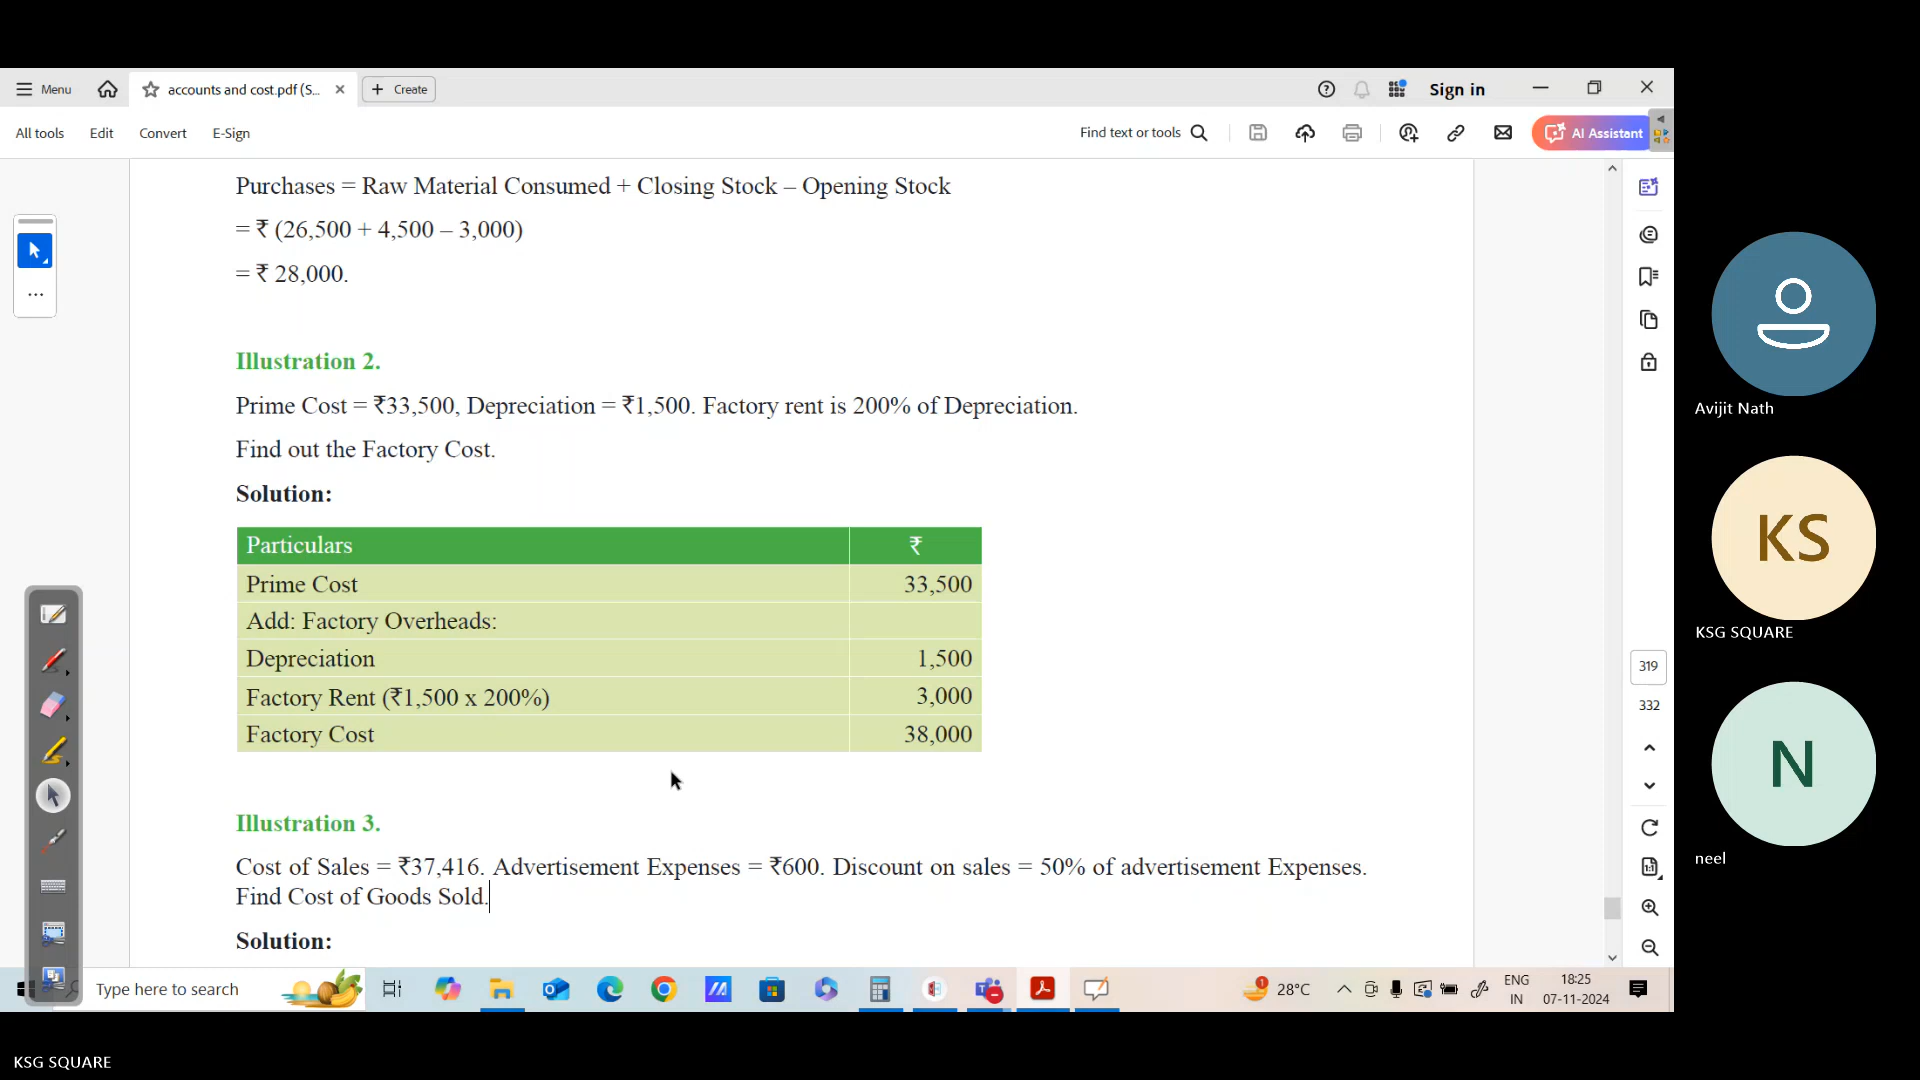 Menu
accounts and cost.pdf (S...
Create
Sign in
All tools
Edit
Convert
E-Sign
Find text or tools
AI Assistant
Purchases = Raw Material Consumed + Closing Stock – Opening Stock
= ₹ (26,500 + 4,500 – 3,000)
= ₹ 28,000.
Illustration 2.
Prime Cost = ₹33,500, Depreciation = ₹1,500. Factory rent is 200% of Depreciation.
Find out the Factory Cost.
Solution:
Particulars ₹
Prime Cost 33,500
Add: Factory Overheads:
Depreciation 1,500
Factory Rent (₹1,500 x 200%) 3,000
Factory Cost 38,000
Illustration 3.
Cost of Sales = ₹37,416. Advertisement Expenses = ₹600. Discount on sales = 50% of advertisement Expenses.
Find Cost of Goods Sold.
Solution:
319
332
Type here to search
1
28°C
ENG
IN
18:25
07-11-2024
Avijit Nath
KS
KSG SQUARE
N
neel
KSG SQUARE